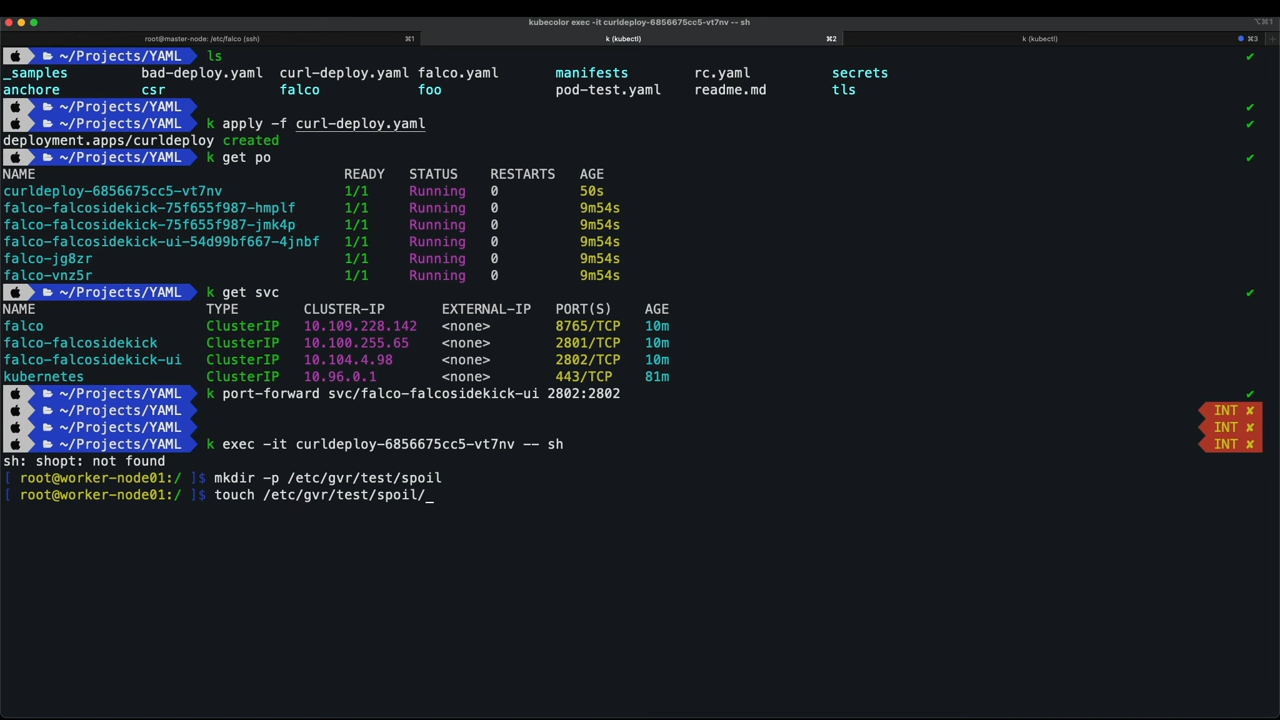 kubecolor exec -it curldeploy-6856675cc5-vt7nv -- sh
⌥⌘1
root@master-node: /etc/falco (ssh) ⌘1 k (kubectl) ⌘2 k (kubectl) ⌘3
~/Projects/YAML ls ✔
_samples bad-deploy.yaml curl-deploy.yaml falco.yaml manifests rc.yaml secrets
anchore csr falco foo pod-test.yaml readme.md tls
~/Projects/YAML ✔
~/Projects/YAML k apply -f curl-deploy.yaml ✔
deployment.apps/curldeploy created
~/Projects/YAML k get po ✔
NAME READY STATUS RESTARTS AGE
curldeploy-6856675cc5-vt7nv 1/1 Running 0 50s
falco-falcosidekick-75f655f987-hmplf 1/1 Running 0 9m54s
falco-falcosidekick-75f655f987-jmk4p 1/1 Running 0 9m54s
falco-falcosidekick-ui-54d99bf667-4jnbf 1/1 Running 0 9m54s
falco-jg8zr 1/1 Running 0 9m54s
falco-vnz5r 1/1 Running 0 9m54s
~/Projects/YAML k get svc ✔
NAME TYPE CLUSTER-IP EXTERNAL-IP PORT(S) AGE
falco ClusterIP 10.109.228.142 <none> 8765/TCP 10m
falco-falcosidekick ClusterIP 10.100.255.65 <none> 2801/TCP 10m
falco-falcosidekick-ui ClusterIP 10.104.4.98 <none> 2802/TCP 10m
kubernetes ClusterIP 10.96.0.1 <none> 443/TCP 81m
~/Projects/YAML k port-forward svc/falco-falcosidekick-ui 2802:2802 ✔
~/Projects/YAML INT ✘
~/Projects/YAML INT ✘
~/Projects/YAML k exec -it curldeploy-6856675cc5-vt7nv -- sh INT ✘
sh: shopt: not found
[ root@worker-node01:/ ]$ mkdir -p /etc/gvr/test/spoil
[ root@worker-node01:/ ]$ touch /etc/gvr/test/spoil/_